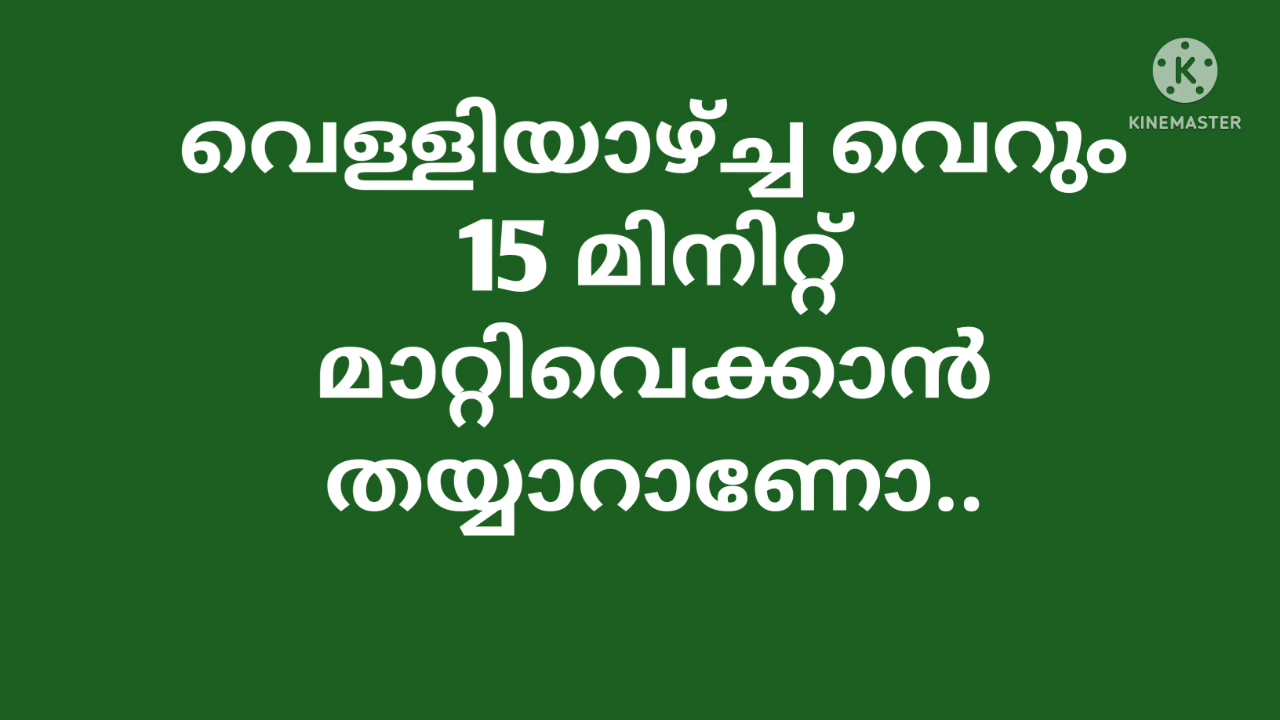 KINEMASTER
വെള്ളിയാഴ്ച്ച വെറും
15 മിനിറ്റ്
മാറ്റിവെക്കാൻ
തയ്യാറാണോ..